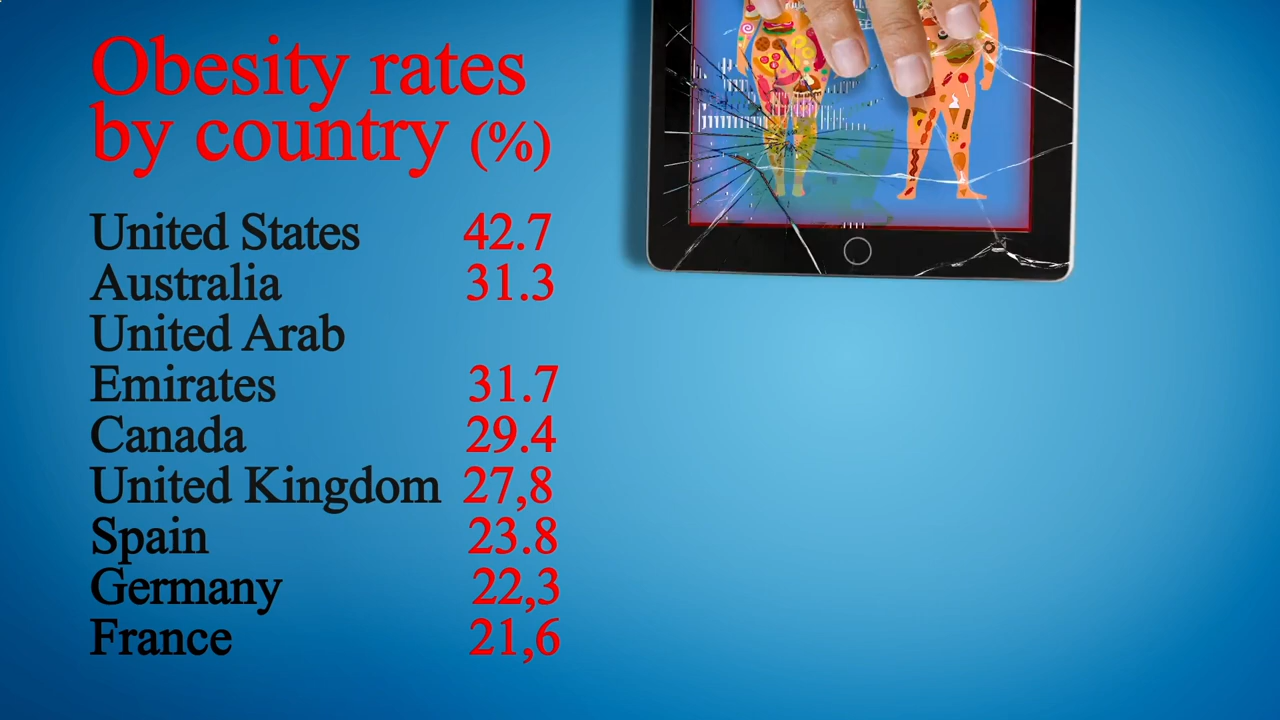 Obesity rates
by country (%)
United States 42.7
Australia 31.3
United Arab
Emirates 31.7
Canada 29.4
United Kingdom 27,8
Spain 23.8
Germany 22,3
France 21,6